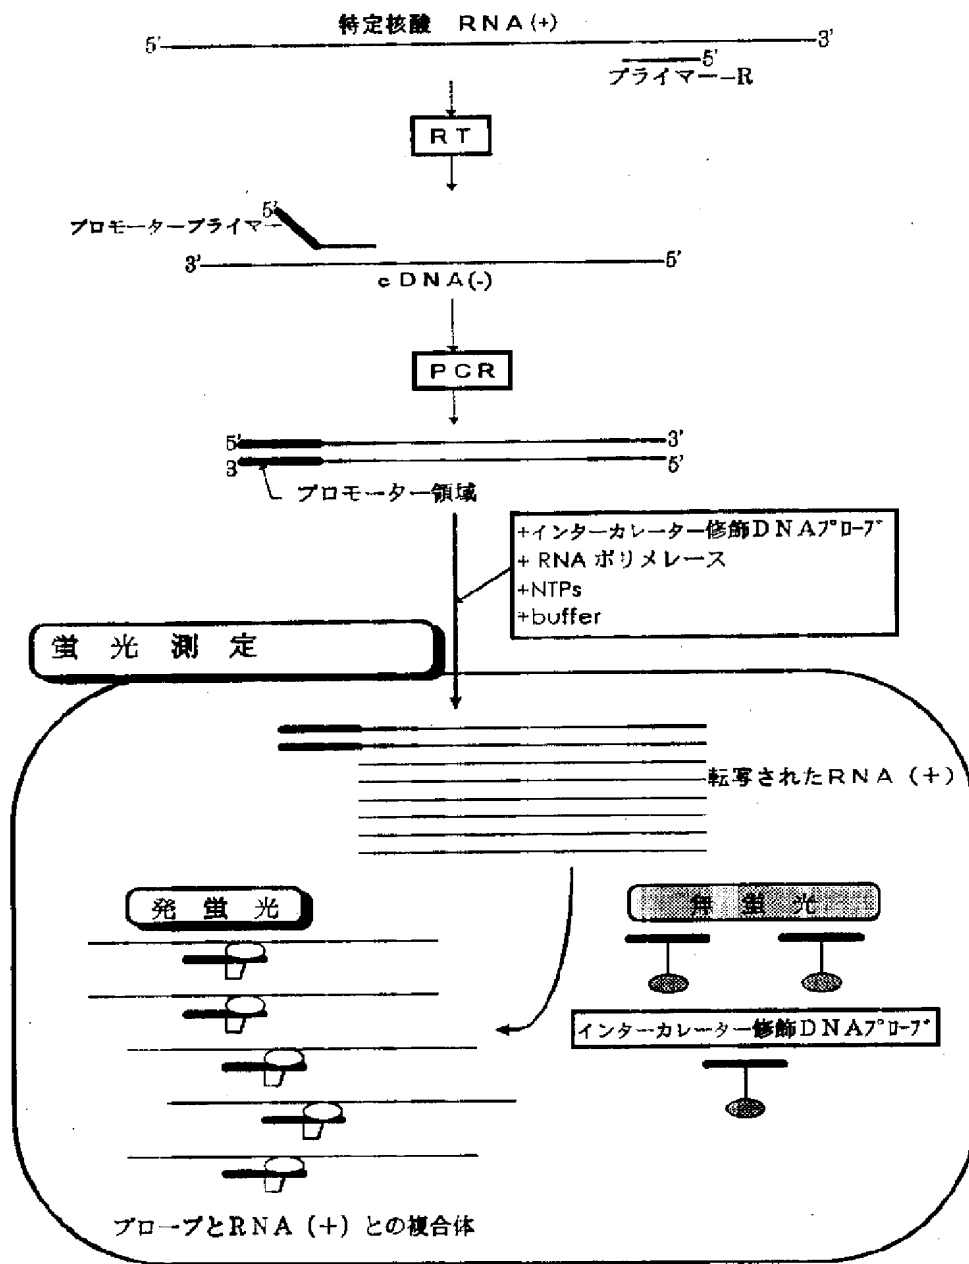 特定核酸 RNA(+)
5' 3'
5'
プライマー-R
RT
5'
プロモータープライマー
3' 5'
cDNA(-)
PCR
5' 3'
3' 5'
プロモーター領域
+インターカレーター修飾DNAプローブ
+ RNA ポリメレース
+NTPs
+buffer
蛍光測定
転写されたRNA (+)
発蛍光
無蛍光
インターカレーター修飾DNAプローブ
プローブとRNA (+) との複合体